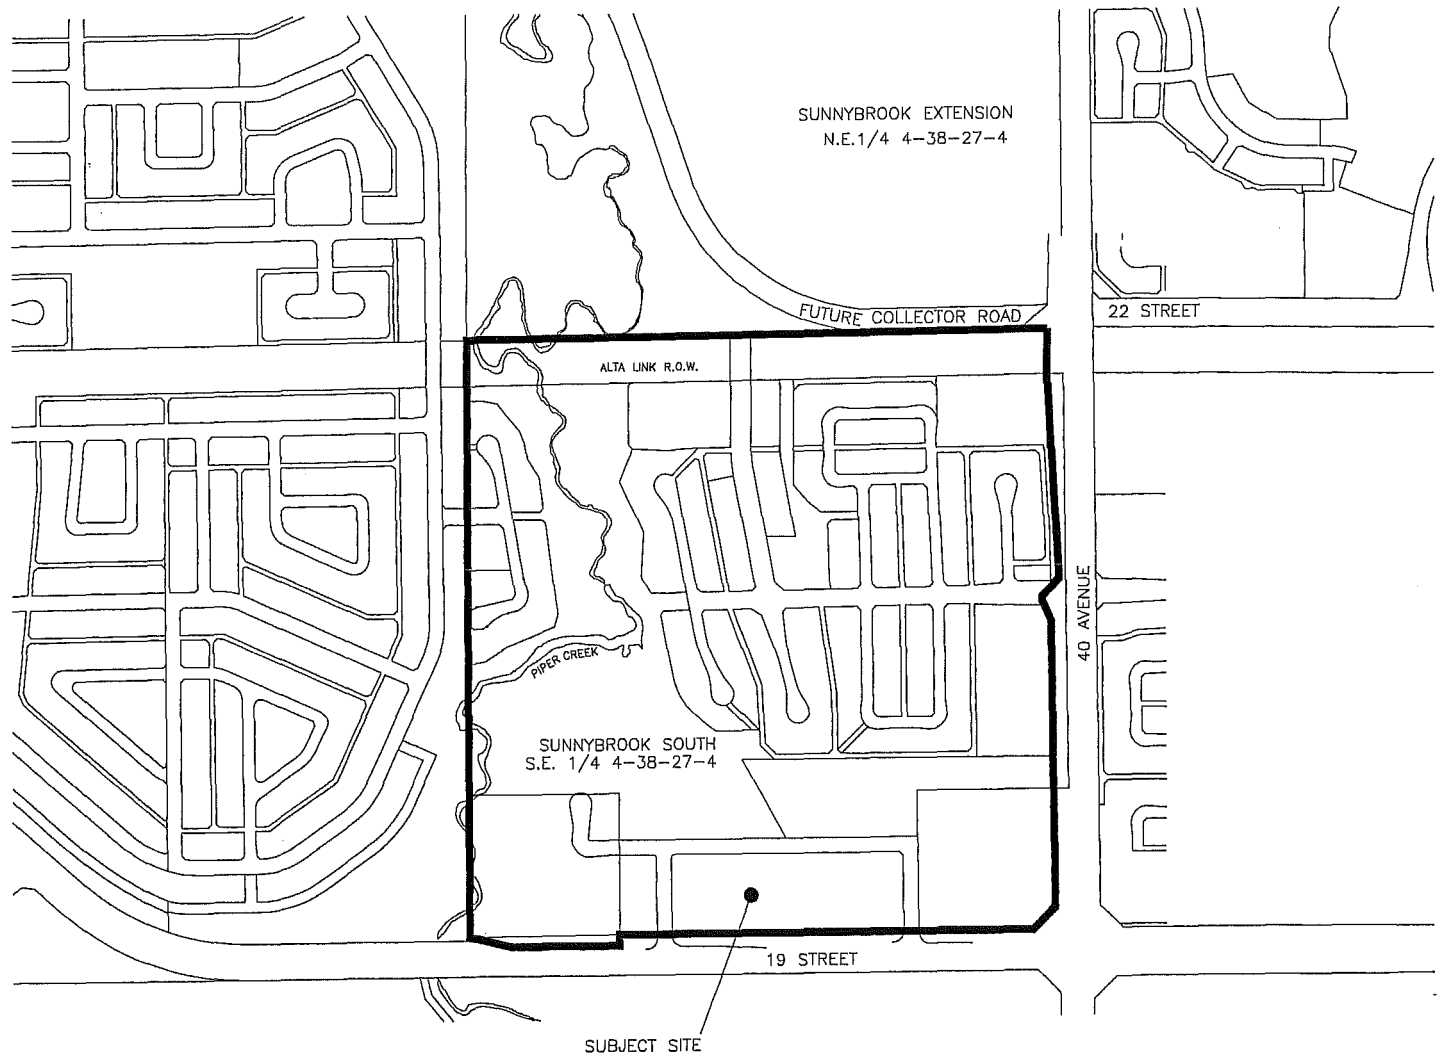 SUNNYBROOK EXTENSION
N.E.1/4 4-38-27-4
FUTURE COLLECTOR ROAD
22 STREET
ALTA LINK R.O.W.
40 AVENUE
PIPER CREEK
SUNNYBROOK SOUTH
S.E. 1/4 4-38-27-4
19 STREET
SUBJECT SITE